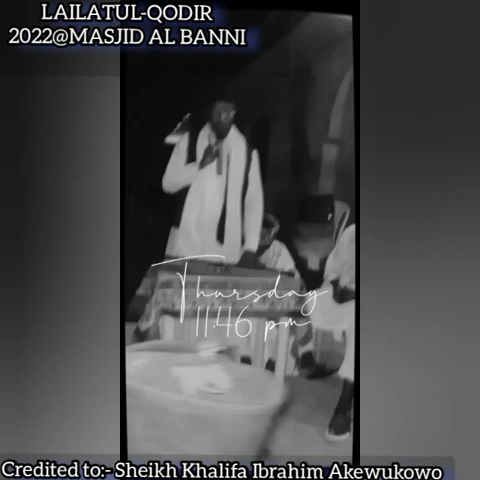 LAILATUL-QODIR
2022@MASJID AL BANNI
Thursday
11:46 pm
Credited to:- Sheikh Khalifa Ibrahim Akewukowo